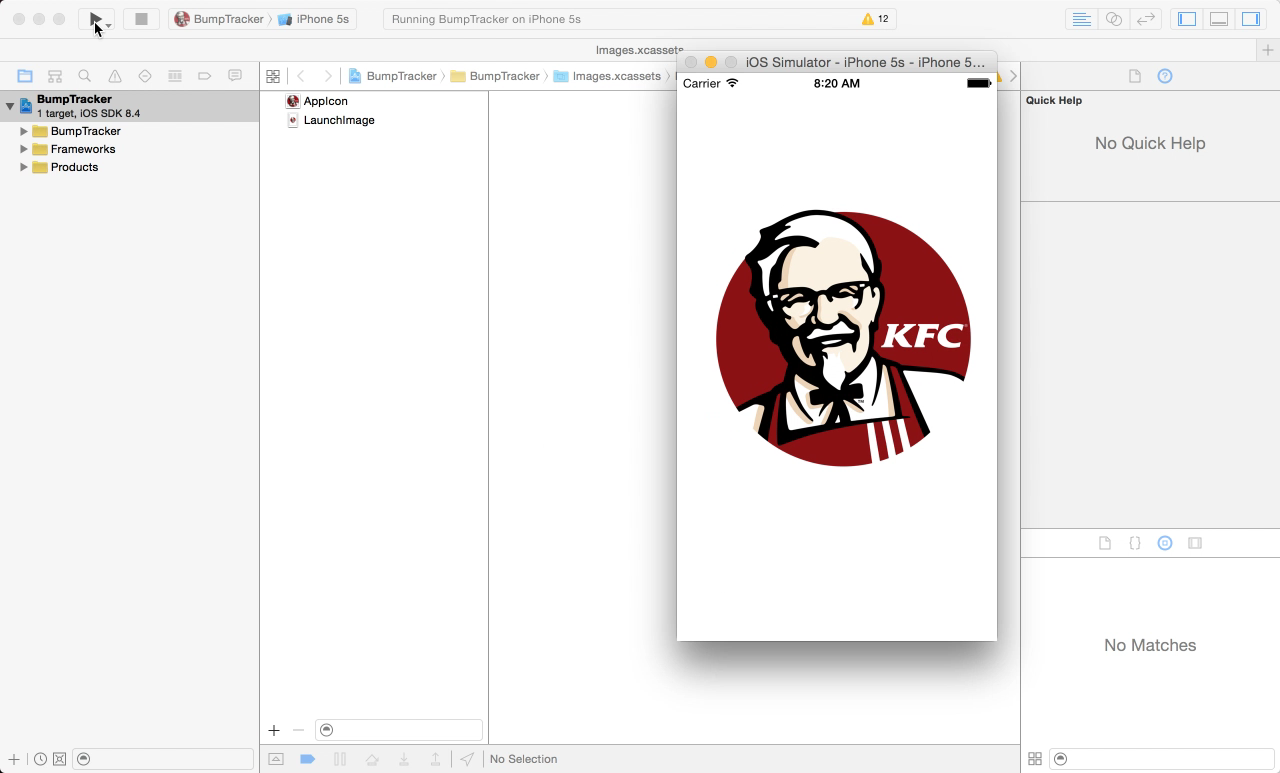 BumpTracker
iPhone 5s
Running BumpTracker on iPhone 5s
12
Images.xcassets
BumpTracker
BumpTracker
Images.xcassets
iOS Simulator - iPhone 5s - iPhone 5…
Quick Help
No Quick Help
BumpTracker
1 target, iOS SDK 8.4
BumpTracker
Frameworks
Products
AppIcon
LaunchImage
Carrier
8:20 AM
KFC
TM
No Matches
No Selection